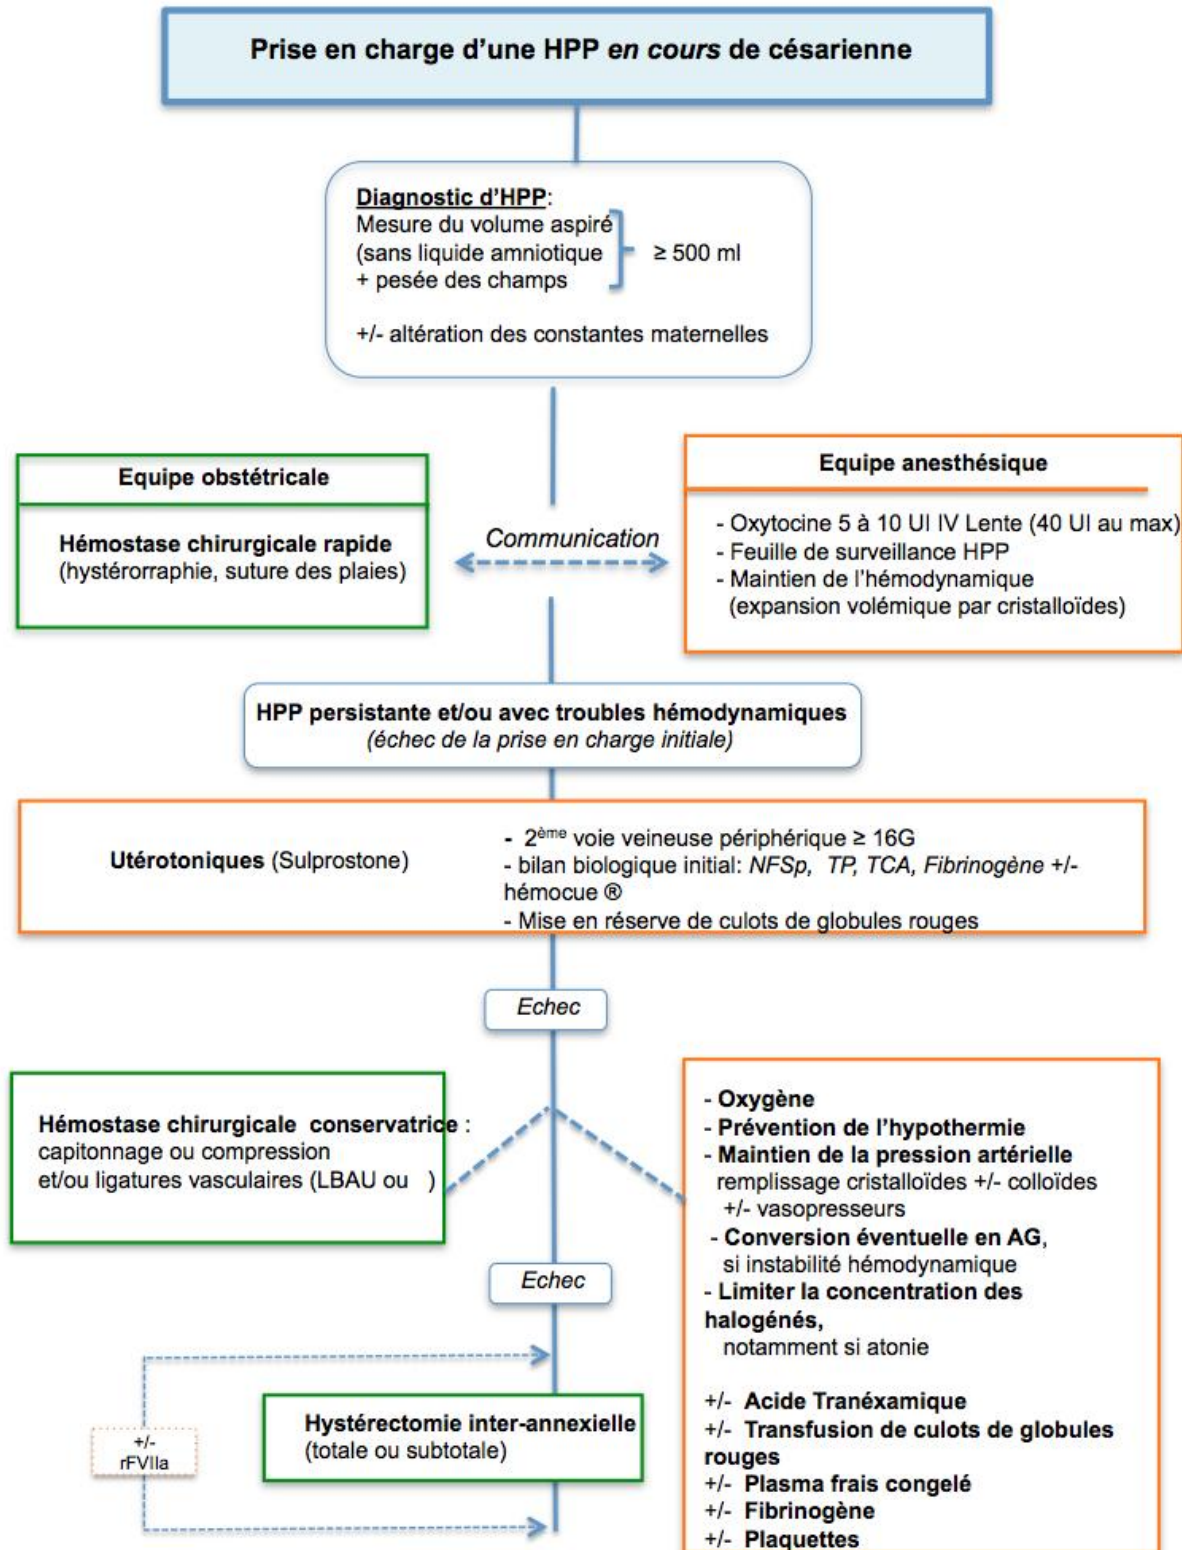 Prise en charge d'une HPP en cours de césarienne
Diagnostic d'HPP:
Mesure du volume aspiré
(sans liquide amniotique
+ pesée des champs
≥ 500 ml
+/- altération des constantes maternelles
Equipe obstétricale
Hémostase chirurgicale rapide
(hystérorraphie, suture des plaies)
Communication
Equipe anesthésique
- Oxytocine 5 à 10 UI IV Lente (40 UI au max)
- Feuille de surveillance HPP
- Maintien de l'hémodynamique
(expansion volémique par cristalloïdes)
HPP persistante et/ou avec troubles hémodynamiques
(échec de la prise en charge initiale)
Utérotoniques (Sulprostone)
- 2ème voie veineuse périphérique ≥ 16G
- bilan biologique initial: NFSp, TP, TCA, Fibrinogène +/-
hémocue ®
- Mise en réserve de culots de globules rouges
Echec
Hémostase chirurgicale conservatrice :
capitonnage ou compression
et/ou ligatures vasculaires (LBAU ou )
- Oxygène
- Prévention de l'hypothermie
- Maintien de la pression artérielle
remplissage cristalloïdes +/- colloïdes
+/- vasopresseurs
- Conversion éventuelle en AG,
si instabilité hémodynamique
- Limiter la concentration des
halogénés,
notamment si atonie
+/- Acide Tranéxamique
+/- Transfusion de culots de globules
rouges
+/- Plasma frais congelé
+/- Fibrinogène
+/- Plaquettes
Echec
+/-
rFVIIa
Hystérectomie inter-annexielle
(totale ou subtotale)